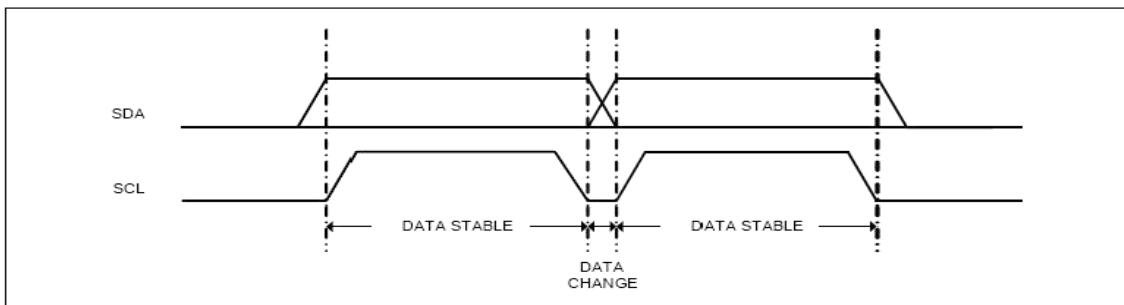 SDA
SCL
DATA STABLE
DATA STABLE
DATA
CHANGE